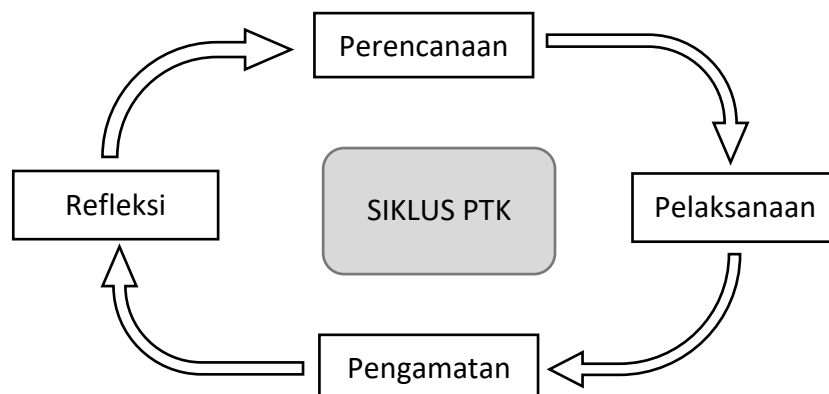 Perencanaan
Refleksi
SIKLUS PTK
Pelaksanaan
Pengamatan